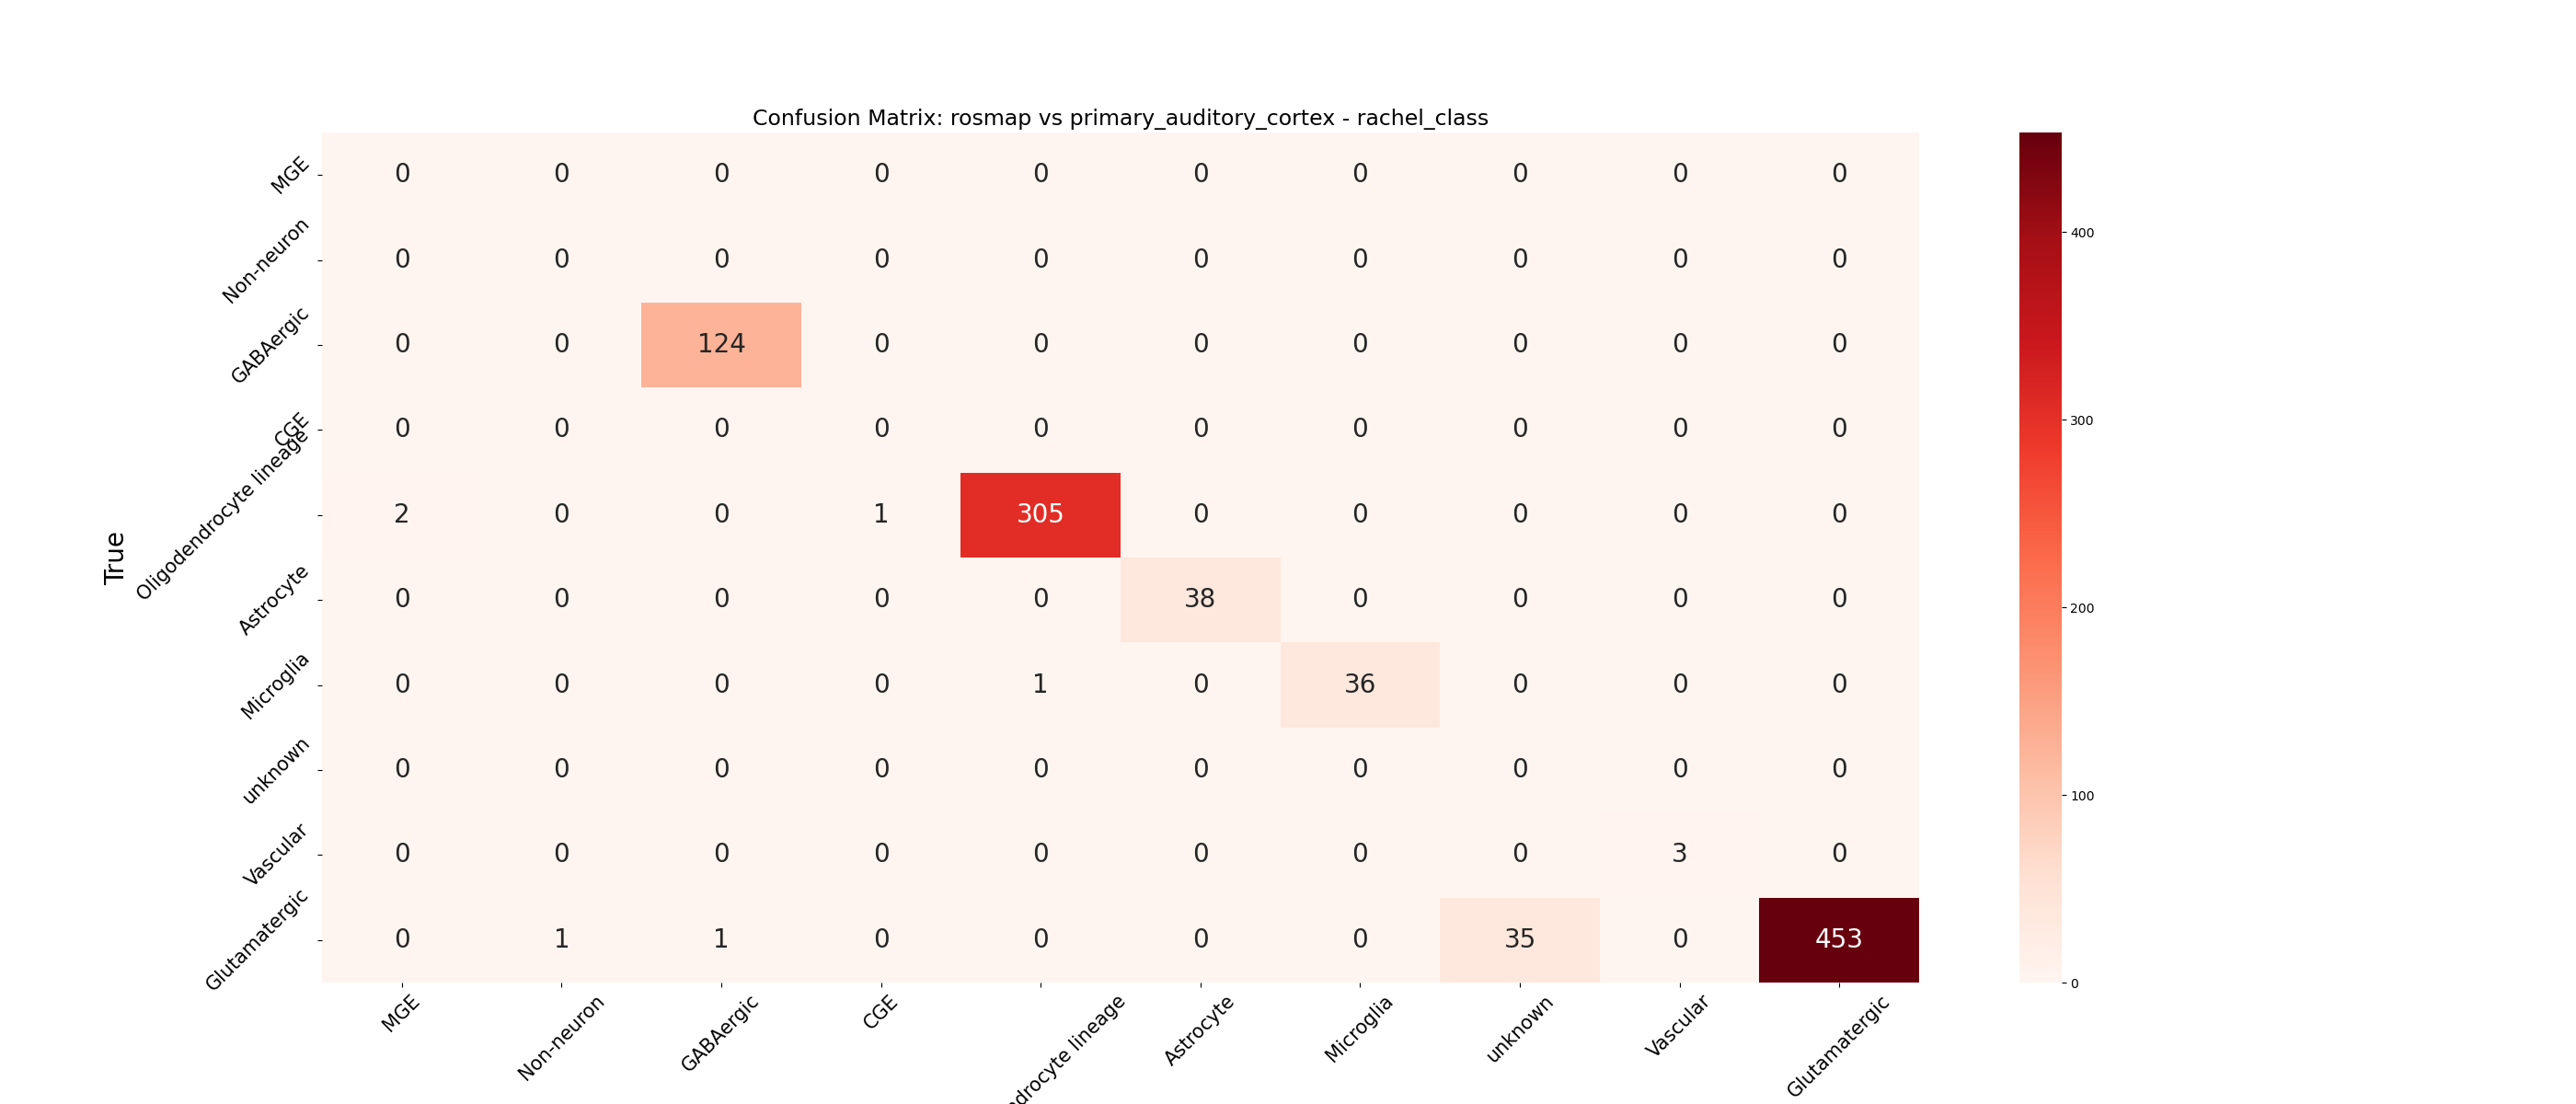 Confusion Matrix: rosmap vs primary_auditory_cortex - rachel_class
True
MGE 0 0 0 0 0 0 0 0 0 0
Non-neuron 0 0 0 0 0 0 0 0 0 0
GABAergic 0 0 124 0 0 0 0 0 0 0
CGE 0 0 0 0 0 0 0 0 0 0
Oligodendrocyte lineage 2 0 0 1 305 0 0 0 0 0
Astrocyte 0 0 0 0 0 38 0 0 0 0
Microglia 0 0 0 0 1 0 36 0 0 0
unknown 0 0 0 0 0 0 0 0 0 0
Vascular 0 0 0 0 0 0 0 0 3 0
Glutamatergic 0 1 1 0 0 0 0 35 0 453
MGE Non-neuron GABAergic CGE ndrocyte lineage Astrocyte Microglia unknown Vascular Glutamatergic
400
300
200
100
0